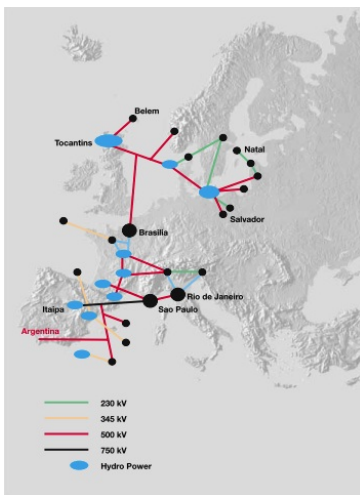 Belem
Tocantins
Natal
Salvador
Brasilia
Rio de Janeiro
Itaipa
Sao Paulo
Argentina
230 kV
345 kV
500 kV
750 kV
Hydro Power